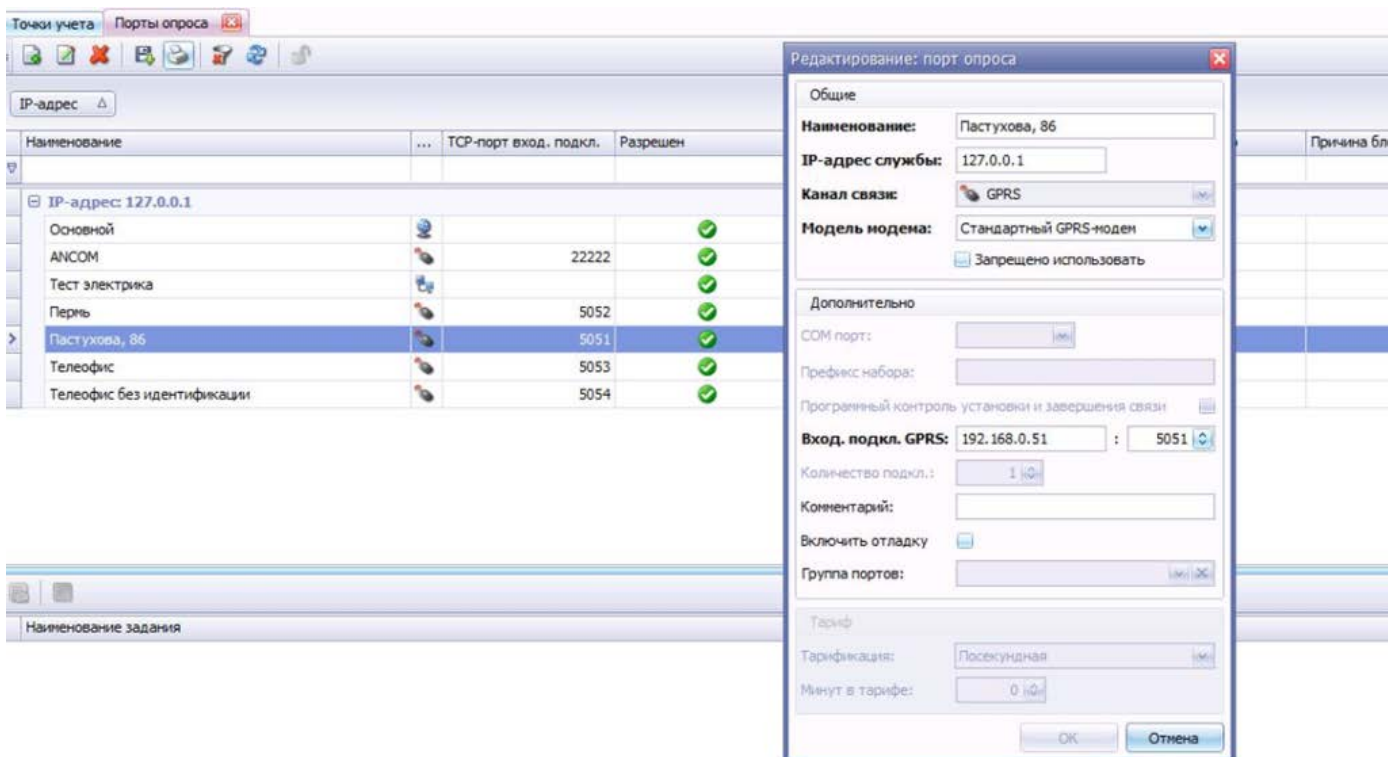 Точки учета Порты опроса
IP-адрес
Наименование ... TCP-порт вход. подкл. Разрешен Причина бло
IP-адрес: 127.0.0.1
Основной
ANCOM 22222
Тест электрика
Пермь 5052
Пастухова, 86 5051
Телеофис 5053
Телеофис без идентификации 5054
Наименование задания
Редактирование: порт опроса
Общие
Наименование: Пастухова, 86
IP-адрес службы: 127.0.0.1
Канал связи: GPRS
Модель модема: Стандартный GPRS-модем
Запрещено использовать
Дополнительно
COM порт:
Префикс набора:
Программный контроль установки и завершения связи
Вход. подкл. GPRS: 192.168.0.51 : 5051
Количество подкл.: 1
Комментарий:
Включить отладку
Группа портов:
Тариф
Тарификация: Посекундная
Минут в тарифе: 0
ОК Отмена